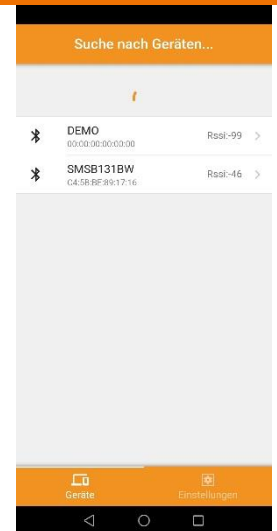 Suche nach Geräten...
DEMO
00:00:00:00:00:00
Rssi:-99
SMSB131BW
C4:5B:BE:89:17:16
Rssi:-46
Geräte
Einstellungen